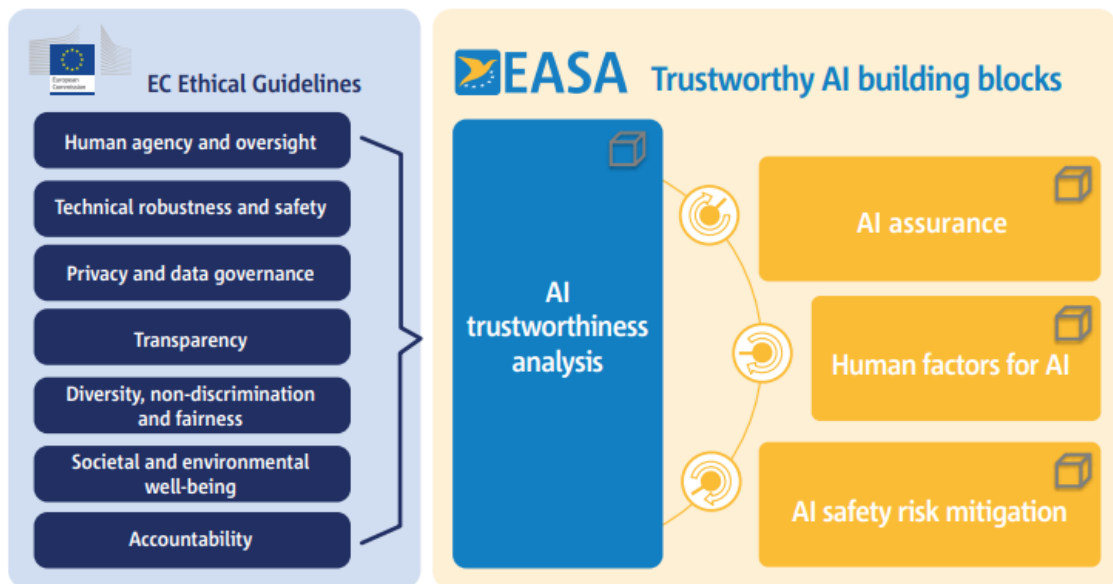 European
Commission
EC Ethical Guidelines
Human agency and oversight
Technical robustness and safety
Privacy and data governance
Transparency
Diversity, non-discrimination
and fairness
Societal and environmental
well-being
Accountability
EASA Trustworthy AI building blocks
AI
trustworthiness
analysis
AI assurance
Human factors for AI
AI safety risk mitigation